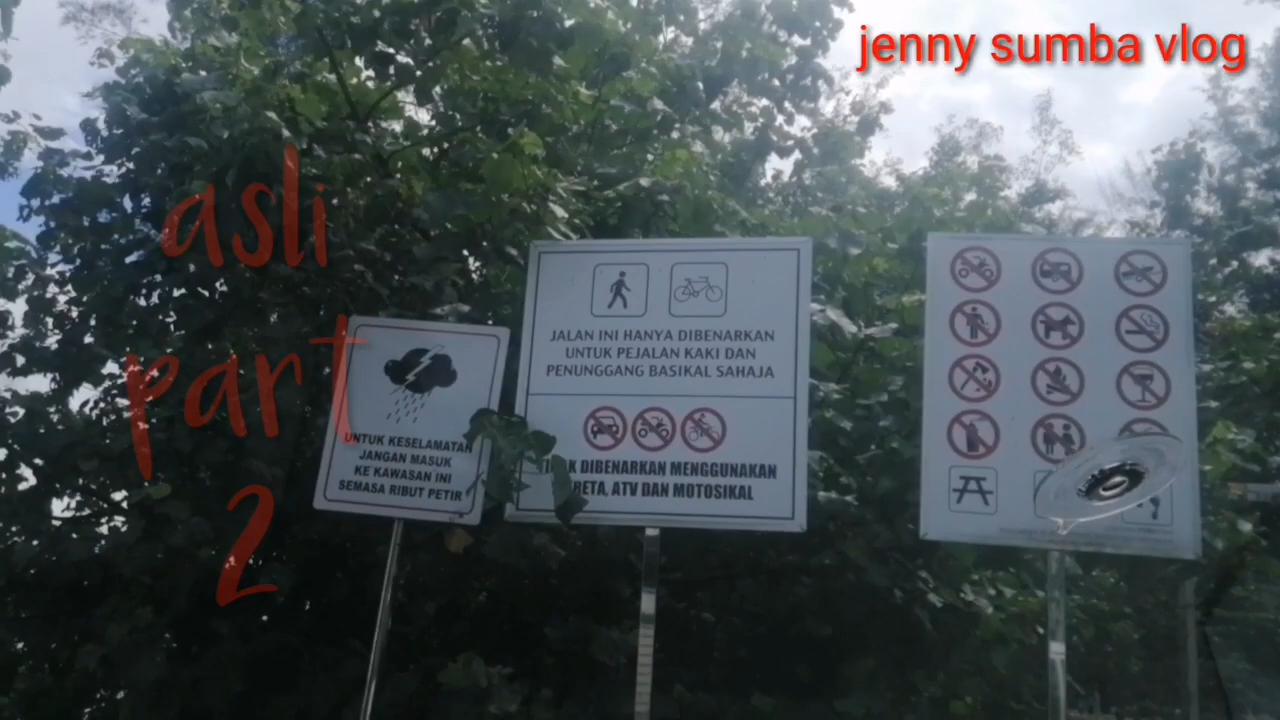 jenny sumba vlog
asli
part
2
UNTUK KESELAMATAN
JANGAN MASUK
KE KAWASAN INI
SEMASA RIBUT PETIR
JALAN INI HANYA DIBENARKAN
UNTUK PEJALAN KAKI DAN
PENUNGGANG BASIKAL SAHAJA
DIBENARKAN MENGGUNAKAN
ATV DAN MOTOSIKAL